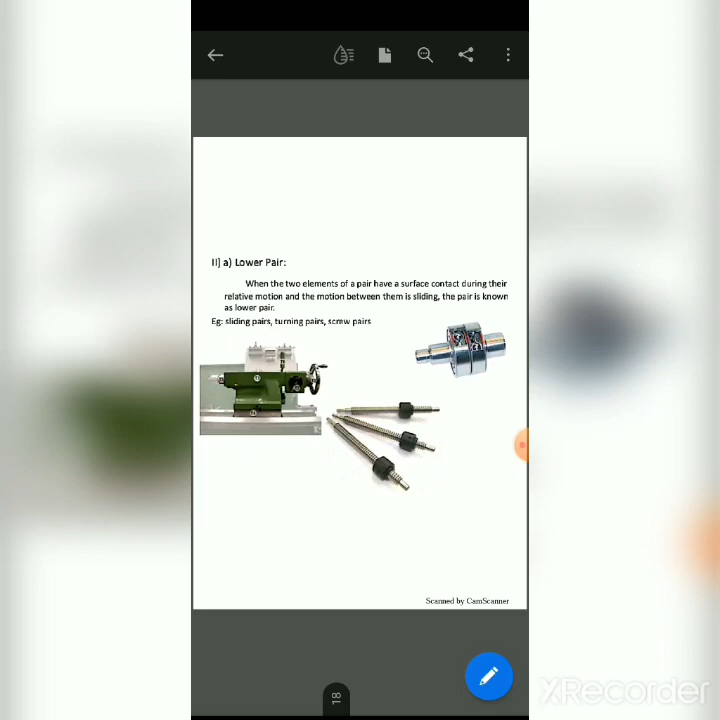 II] a) Lower Pair:
When the two elements of a pair have a surface contact during their
relative motion and the motion between them is sliding, the pair is known
as lower pair.
Eg: sliding pairs, turning pairs, screw pairs
Scanned by CamScanner
18
XRecorder